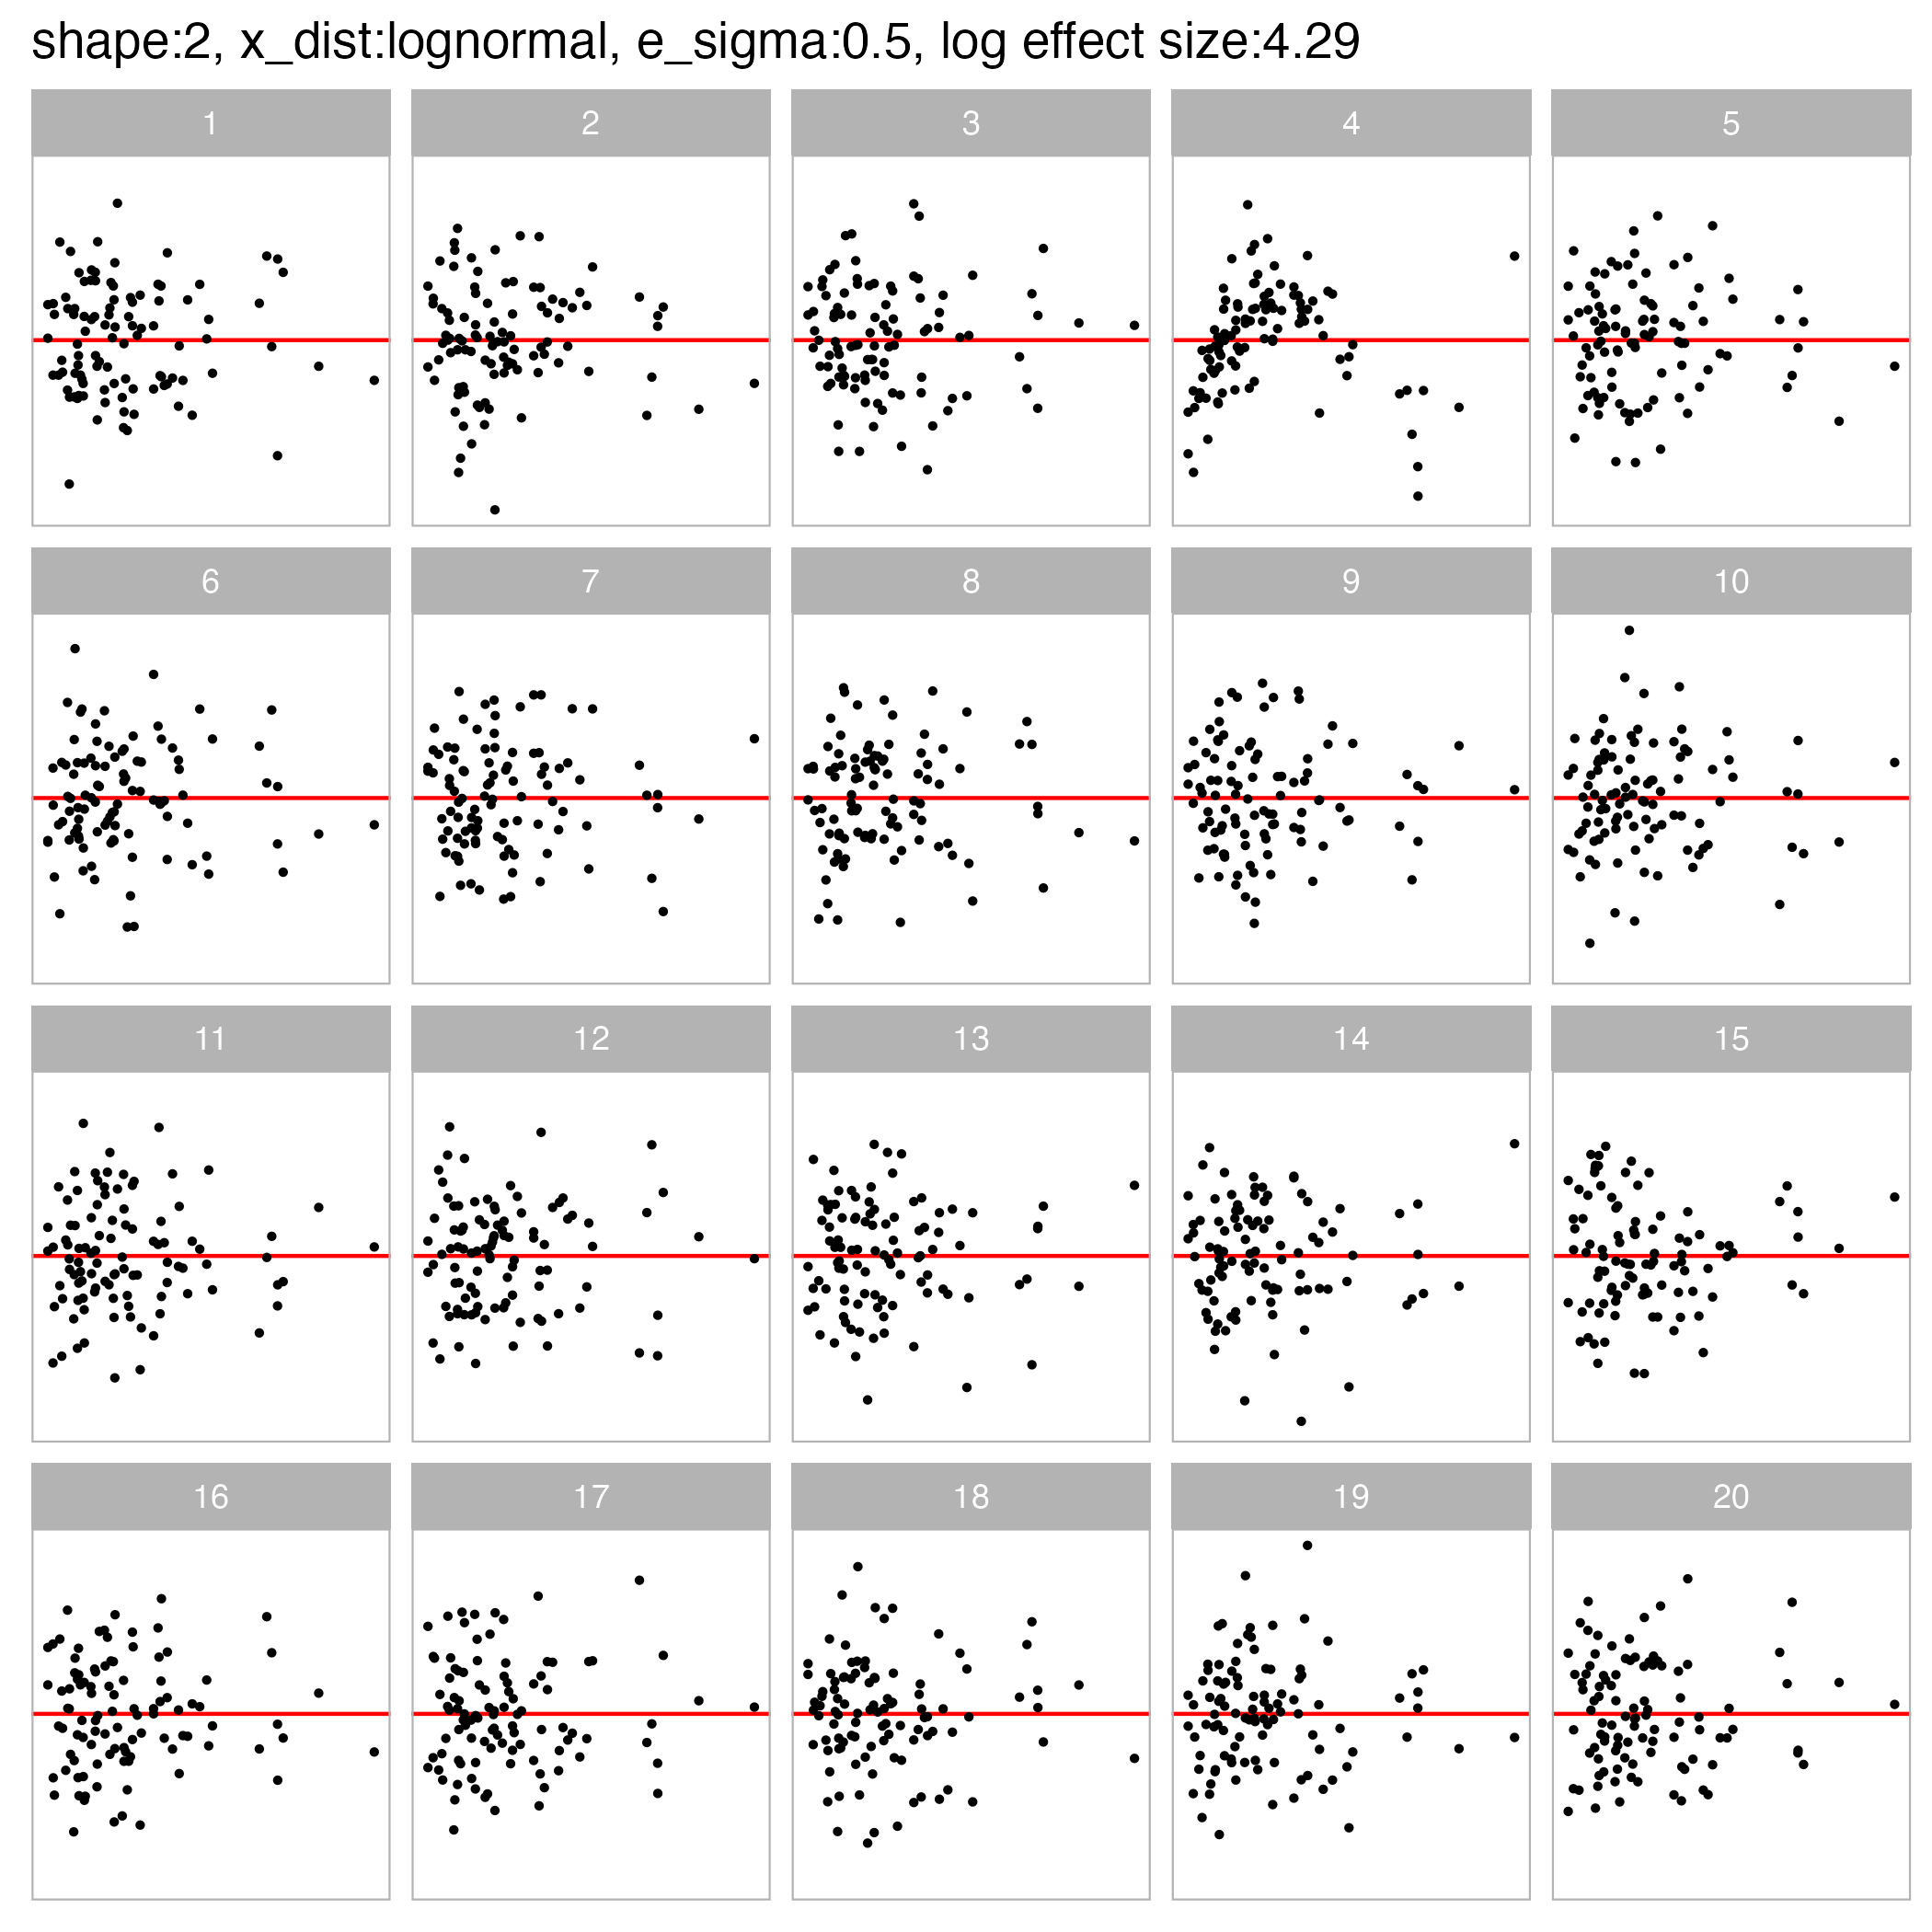 shape:2, x_dist:lognormal, e_sigma:0.5, log effect size:4.29
1 2 3 4 5
6 7 8 9 10
11 12 13 14 15
16 17 18 19 20